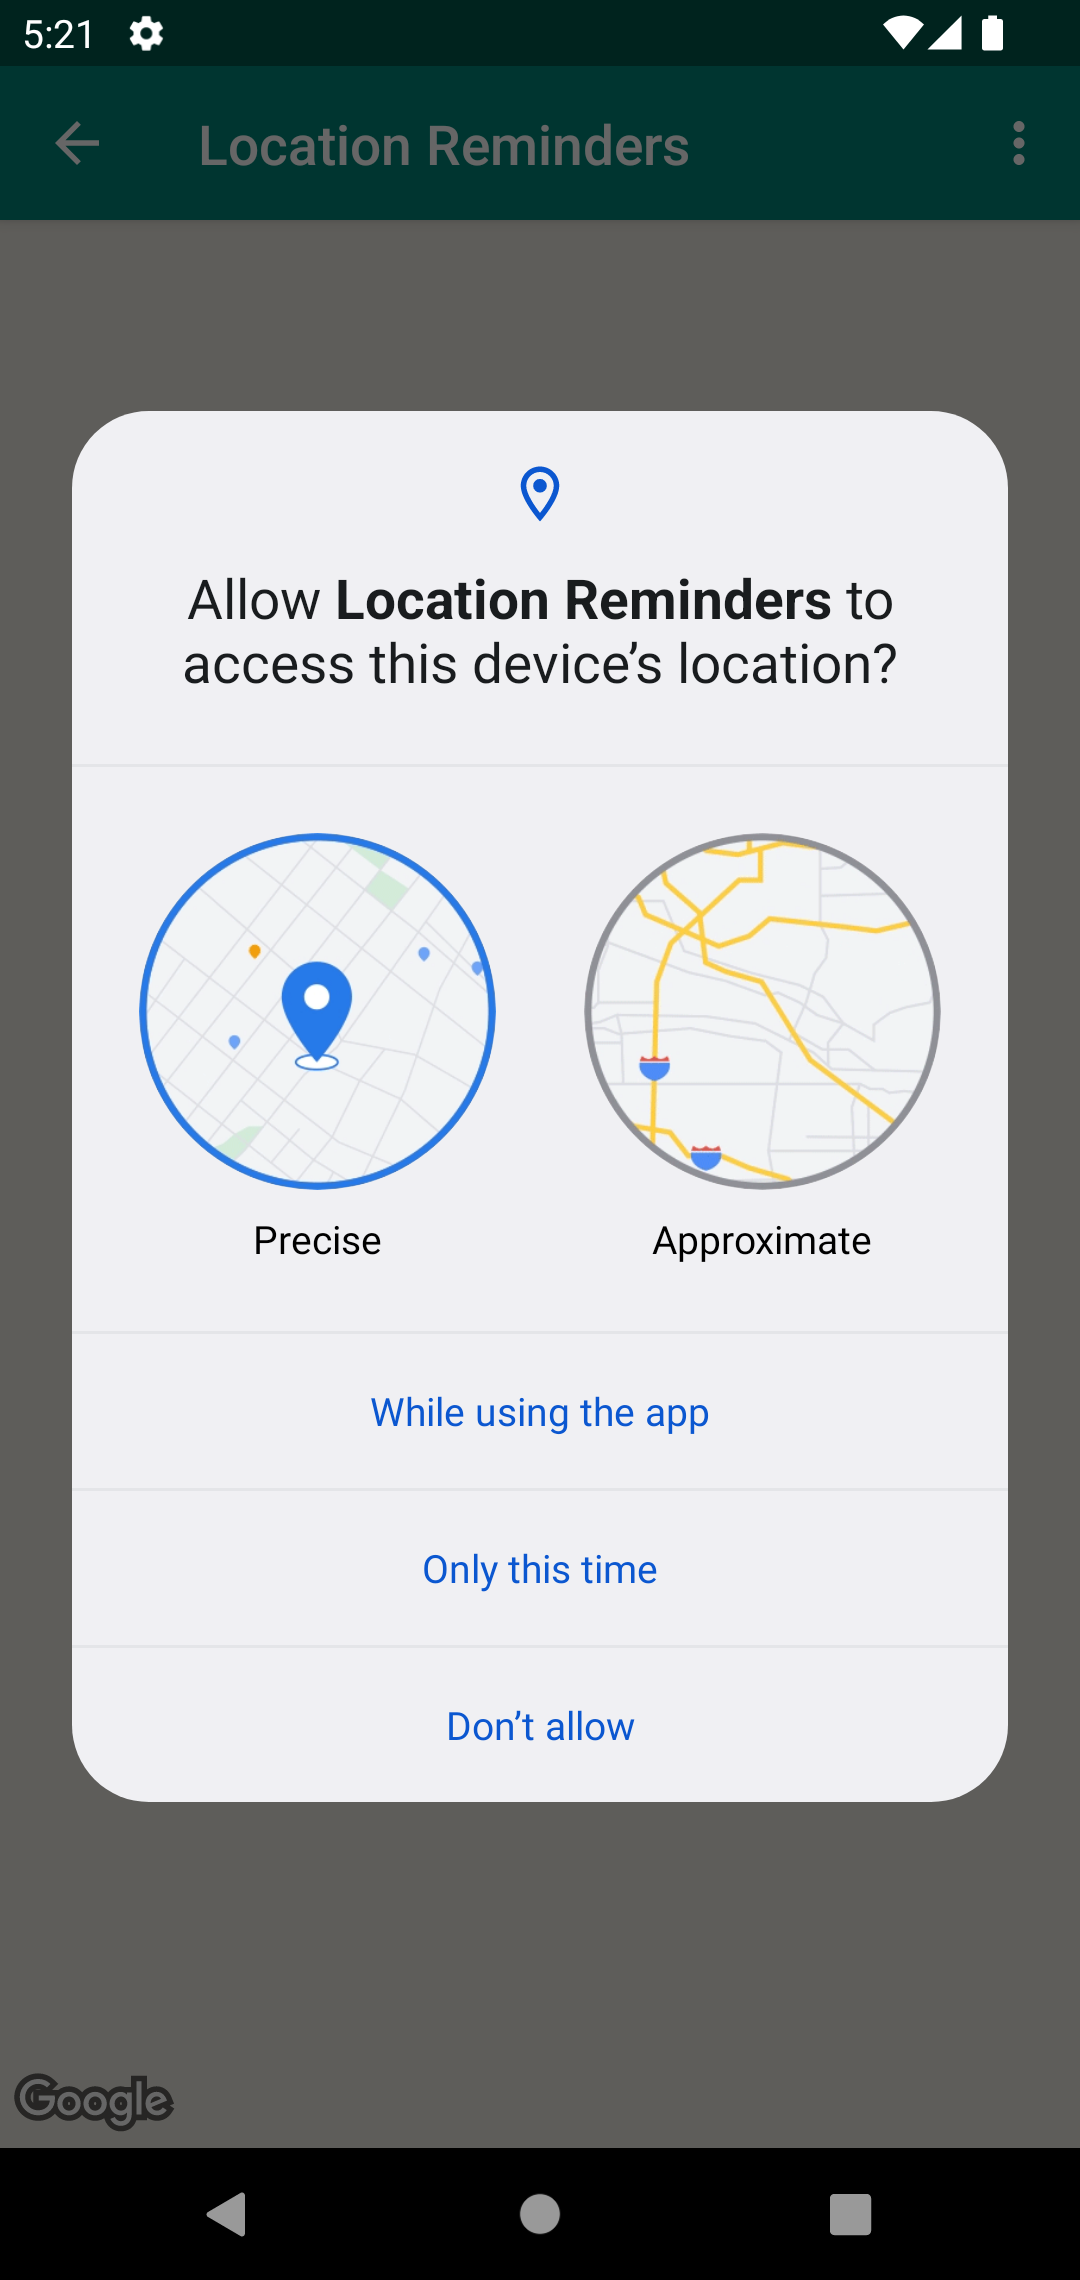 5:21
Location Reminders
Allow Location Reminders to
access this device’s location?
Precise
Approximate
While using the app
Only this time
Don’t allow
Google